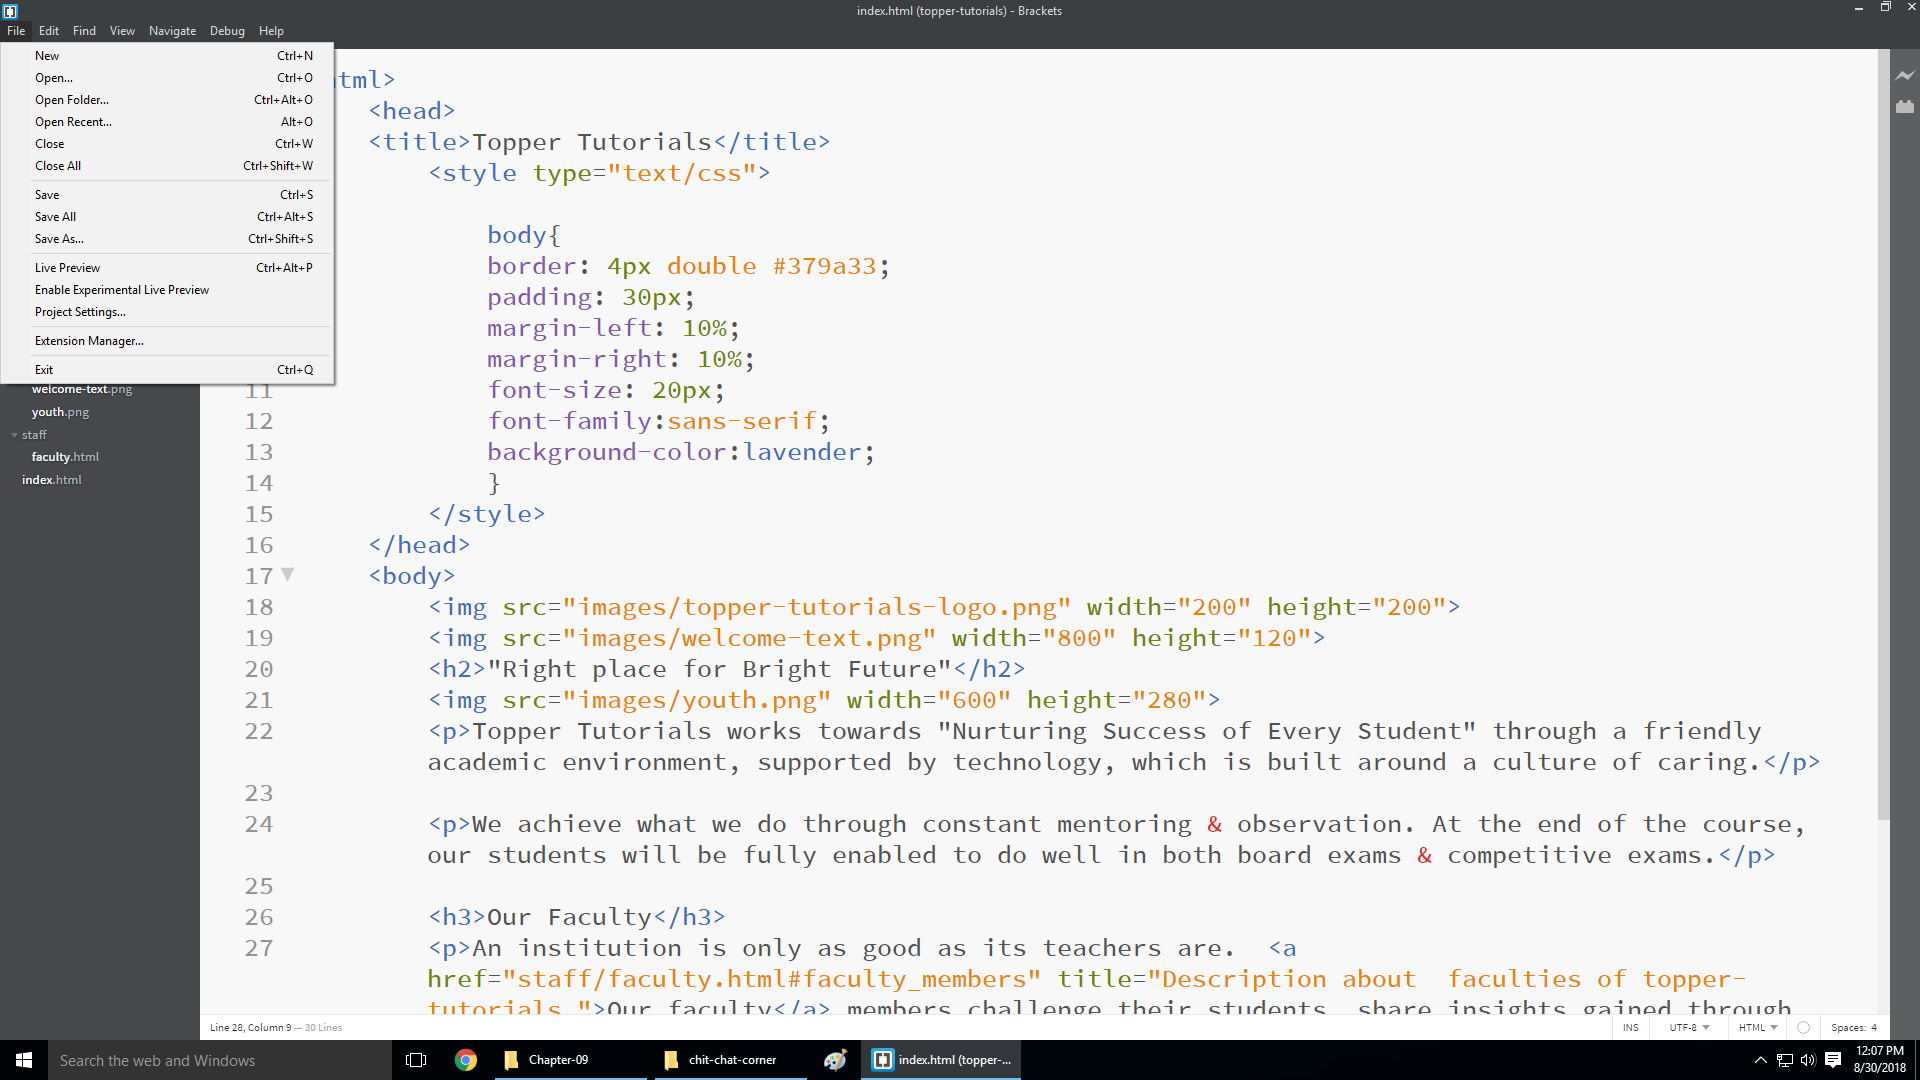 index.html (topper-tutorials) - Brackets
File Edit Find View Navigate Debug Help
New Ctrl+N
Open... Ctrl+O
Open Folder... Ctrl+Alt+O
Open Recent... Alt+O
Close Ctrl+W
Close All Ctrl+Shift+W
Save Ctrl+S
Save All Ctrl+Alt+S
Save As... Ctrl+Shift+S
Live Preview Ctrl+Alt+P
Enable Experimental Live Preview
Project Settings...
Extension Manager...
Exit Ctrl+Q
welcome-text.png
youth.png
staff
faculty.html
index.html
tml>
<head>
<title>Topper Tutorials</title>
<style type="text/css">
body{
border: 4px double #379a33;
padding: 30px;
margin-left: 10%;
margin-right: 10%;
11 font-size: 20px;
12 font-family:sans-serif;
13 background-color:lavender;
14 }
15 </style>
16 </head>
17 <body>
18 <img src="images/topper-tutorials-logo.png" width="200" height="200">
19 <img src="images/welcome-text.png" width="800" height="120">
20 <h2>"Right place for Bright Future"</h2>
21 <img src="images/youth.png" width="600" height="280">
22 <p>Topper Tutorials works towards "Nurturing Success of Every Student" through a friendly
academic environment, supported by technology, which is built around a culture of caring.</p>
23
24 <p>We achieve what we do through constant mentoring & observation. At the end of the course,
our students will be fully enabled to do well in both board exams & competitive exams.</p>
25
26 <h3>Our Faculty</h3>
27 <p>An institution is only as good as its teachers are.  <a
href="staff/faculty.html#faculty_members" title="Description about  faculties of topper-
tutorials ">Our faculty</a> members challenge their students, share insights gained through
Line 28, Column 9 — 30 Lines
INS UTF-8 HTML Spaces: 4
Search the web and Windows
Chapter-09
chit-chat-corner
index.html (topper-...
12:07 PM
8/30/2018